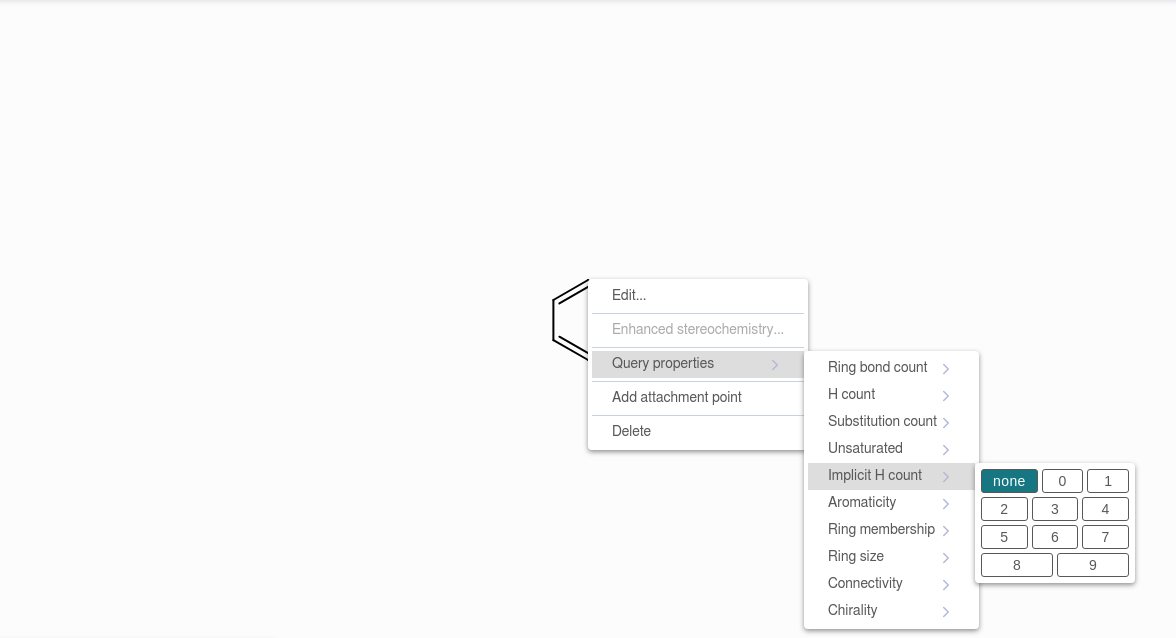 Edit...
Enhanced stereochemistry...
Query properties
Add attachment point
Delete
Ring bond count
H count
Substitution count
Unsaturated
Implicit H count
Aromaticity
Ring membership
Ring size
Connectivity
Chirality
none 0 1
2 3 4
5 6 7
8 9